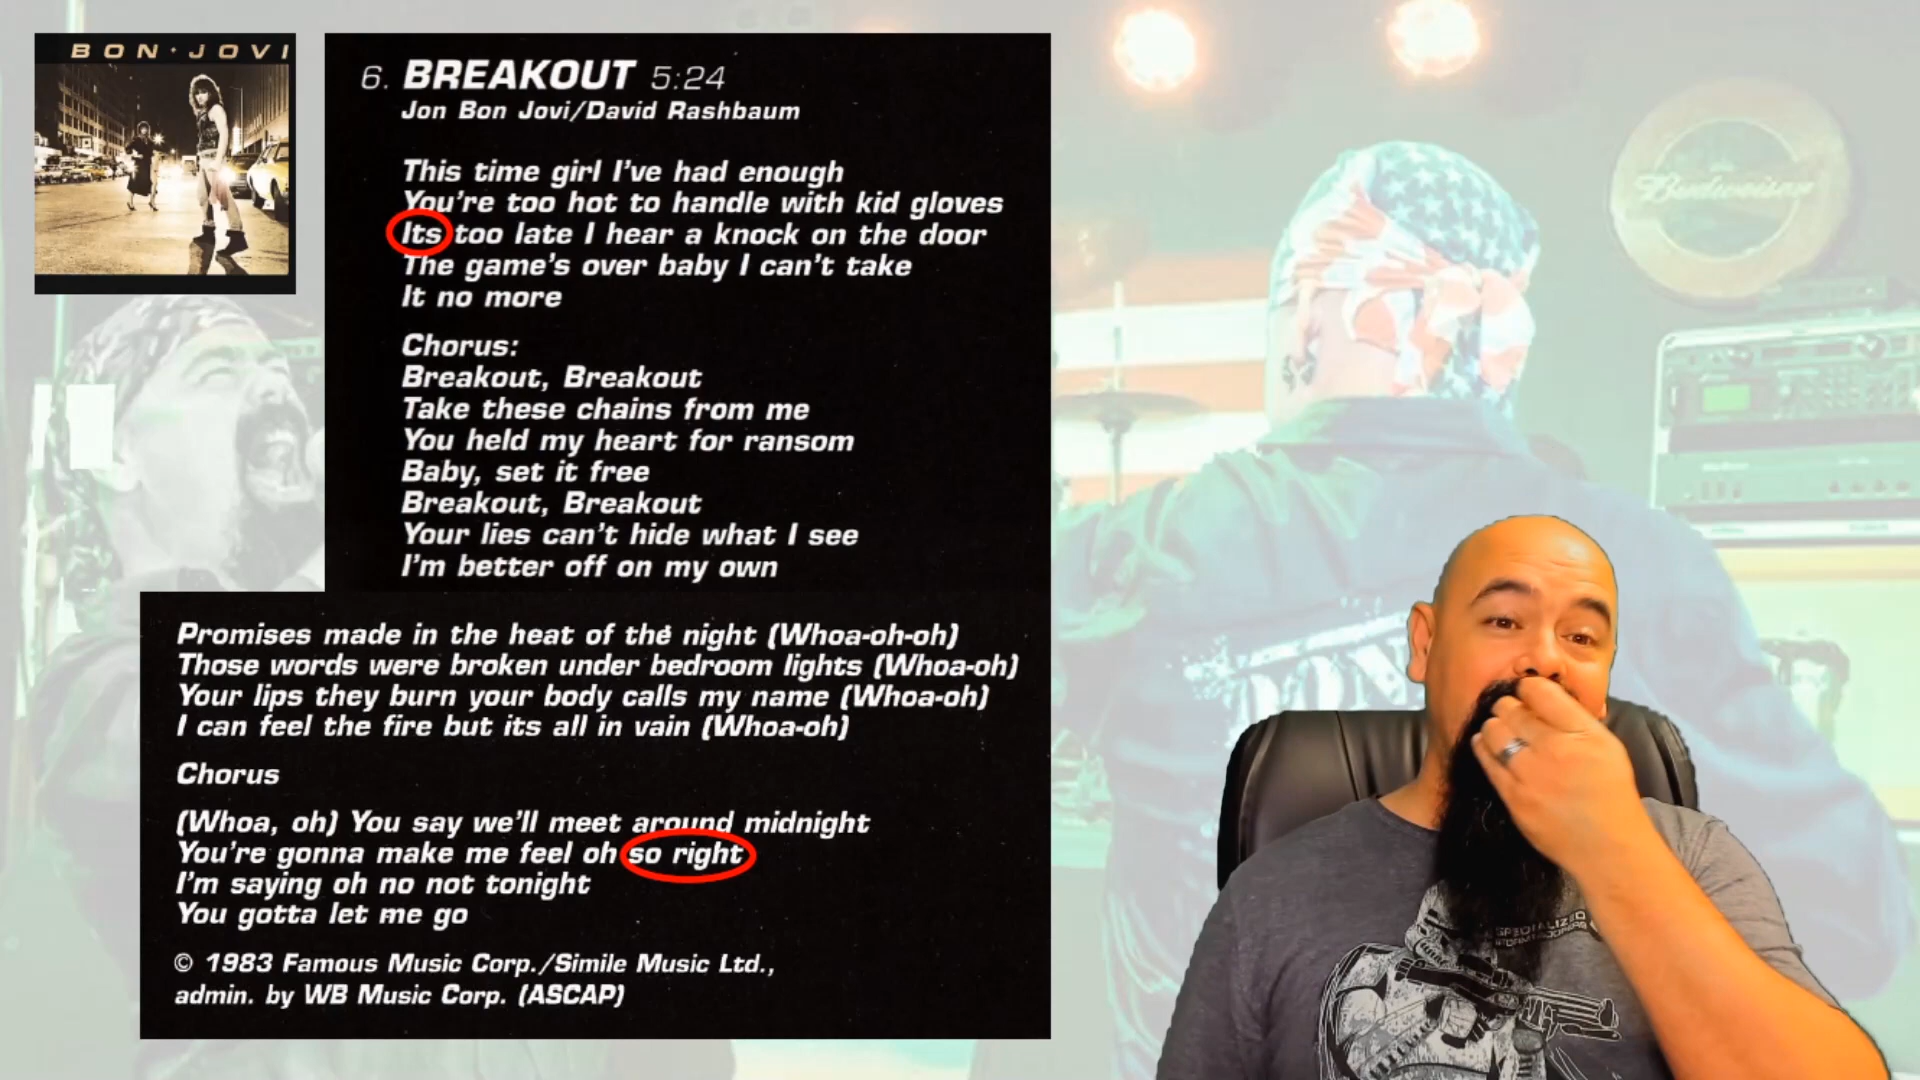 BON·JOVI
6. BREAKOUT 5:24
Jon Bon Jovi/David Rashbaum
This time girl I've had enough
You're too hot to handle with kid gloves
Its too late I hear a knock on the door
The game's over baby I can't take
It no more
Chorus:
Breakout, Breakout
Take these chains from me
You held my heart for ransom
Baby, set it free
Breakout, Breakout
Your lies can't hide what I see
I'm better off on my own
Promises made in the heat of the night (Whoa-oh-oh)
Those words were broken under bedroom lights (Whoa-oh)
Your lips they burn your body calls my name (Whoa-oh)
I can feel the fire but its all in vain (Whoa-oh)
Chorus
(Whoa, oh) You say we'll meet around midnight
You're gonna make me feel oh so right
I'm saying oh no not tonight
You gotta let me go
© 1983 Famous Music Corp./Simile Music Ltd.,
admin. by WB Music Corp. (ASCAP)
Budweiser
SPECIALIZED